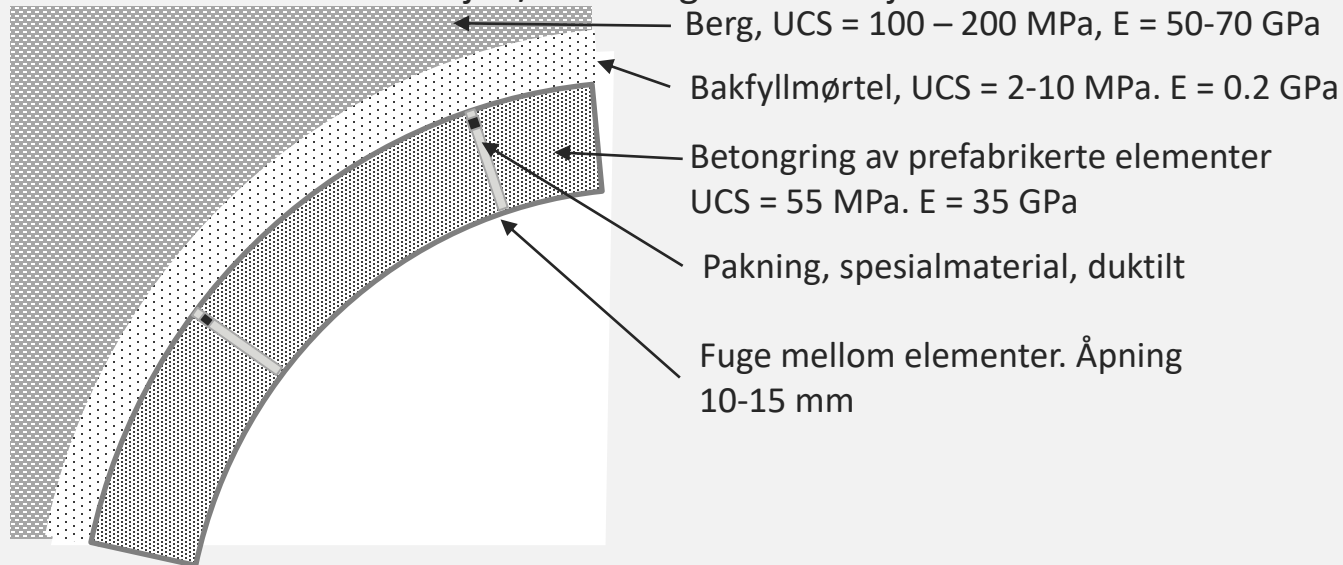 Berg, UCS = 100 – 200 MPa, E = 50-70 GPa
Bakfyllmørtel, UCS = 2-10 MPa. E = 0.2 GPa
Betongring av prefabrikerte elementer
UCS = 55 MPa. E = 35 GPa
Pakning, spesialmaterial, duktilt
Fuge mellom elementer. Åpning
10-15 mm